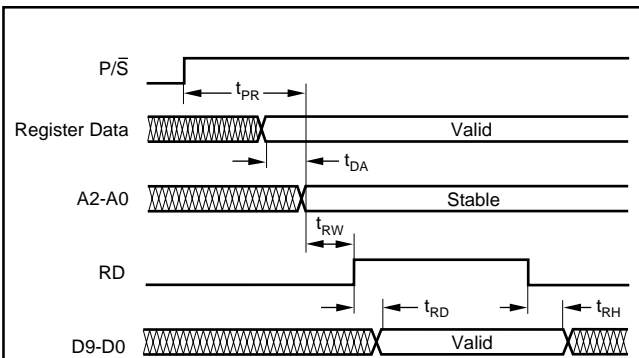 P/S̅
t_PR
Register Data
Valid
t_DA
A2-A0
Stable
t_RW
RD
t_RD
t_RH
D9-D0
Valid